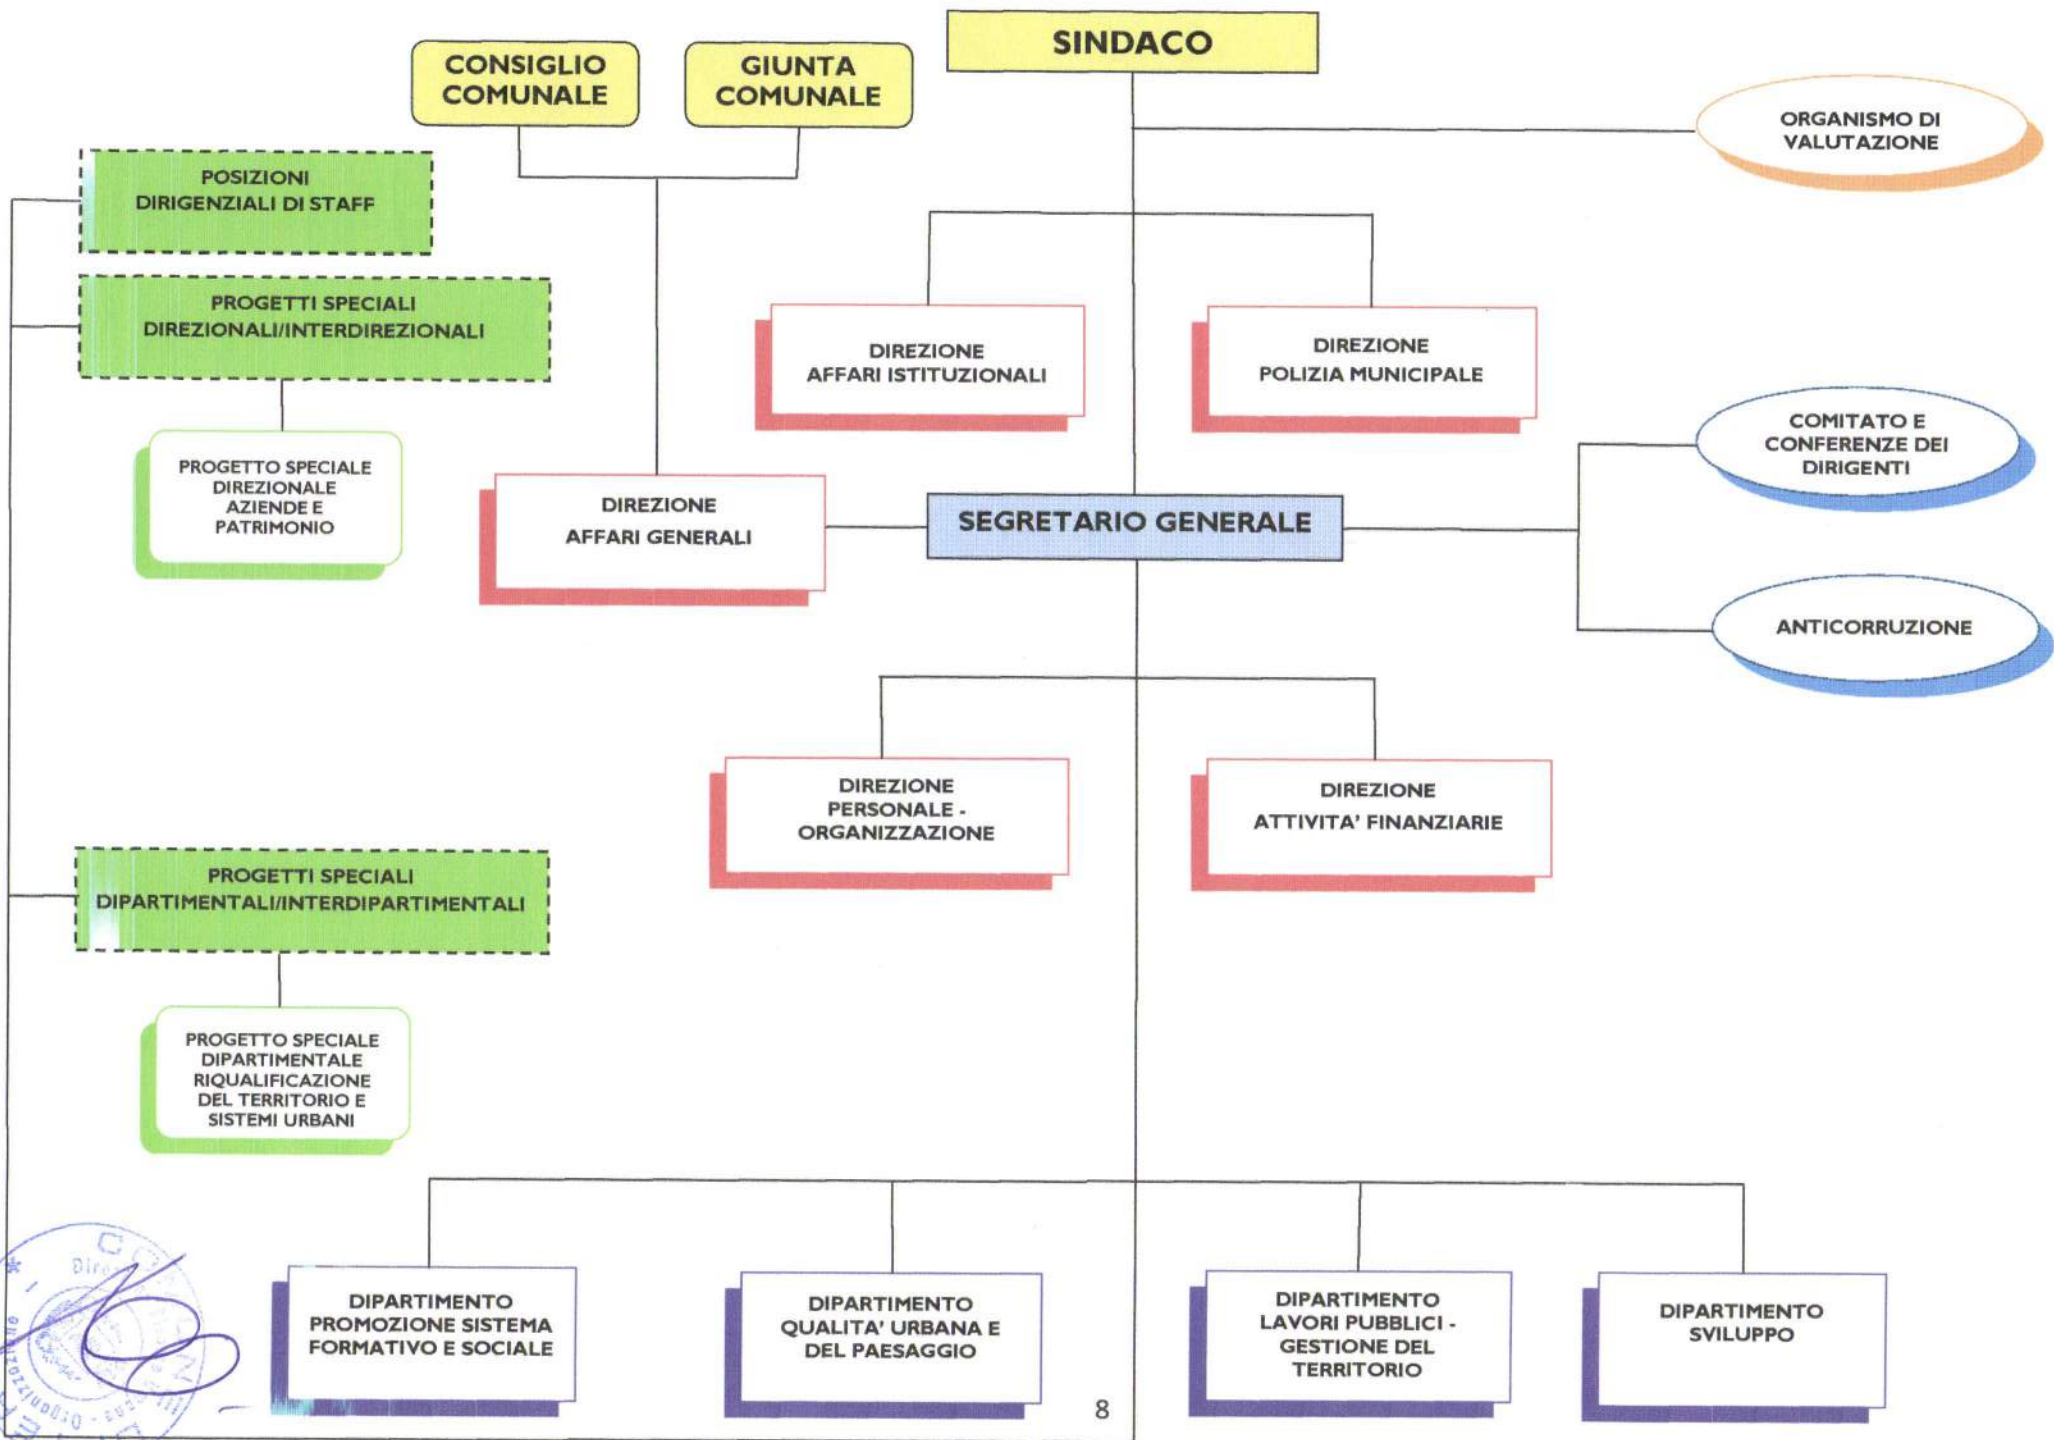 SINDACO
CONSIGLIO
COMUNALE
GIUNTA
COMUNALE
ORGANISMO DI
VALUTAZIONE
POSIZIONI
DIRIGENZIALI DI STAFF
PROGETTI SPECIALI
DIREZIONALI/INTERDIREZIONALI
DIREZIONE
AFFARI ISTITUZIONALI
DIREZIONE
POLIZIA MUNICIPALE
PROGETTO SPECIALE
DIREZIONALE
AZIENDE E
PATRIMONIO
DIREZIONE
AFFARI GENERALI
SEGRETARIO GENERALE
COMITATO E
CONFERENZE DEI
DIRIGENTI
ANTICORRUZIONE
DIREZIONE
PERSONALE -
ORGANIZZAZIONE
DIREZIONE
ATTIVITA' FINANZIARIE
PROGETTI SPECIALI
DIPARTIMENTALI/INTERDIPARTIMENTALI
PROGETTO SPECIALE
DIPARTIMENTALE
RIQUALIFICAZIONE
DEL TERRITORIO E
SISTEMI URBANI
DIPARTIMENTO
PROMOZIONE SISTEMA
FORMATIVO E SOCIALE
DIPARTIMENTO
QUALITA' URBANA E
DEL PAESAGGIO
DIPARTIMENTO
LAVORI PUBBLICI -
GESTIONE DEL
TERRITORIO
DIPARTIMENTO
SVILUPPO
8